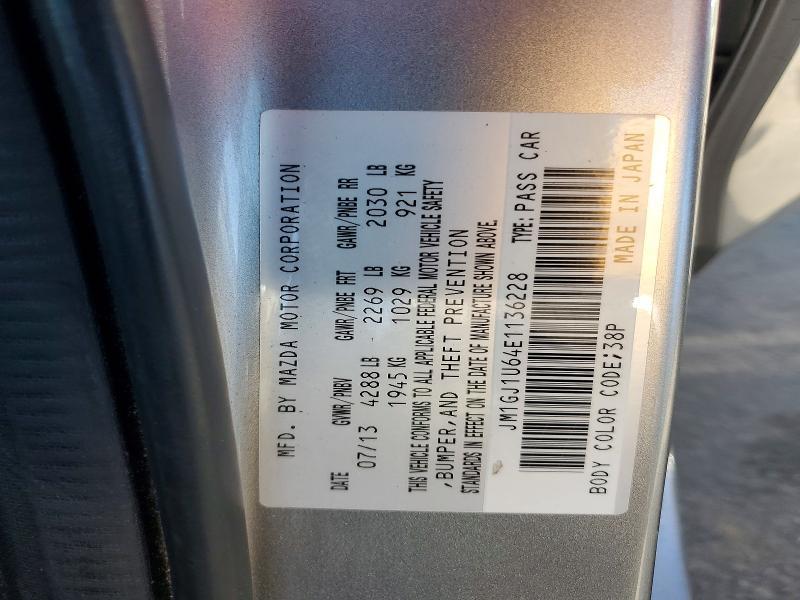 MFD. BY MAZDA MOTOR CORPORATION
DATE GVWR/PNBV GAWR/PNBE FRT GAWR/PNBE RR
07/13 4288 LB 2269 LB 2030 LB
1945 KG 1029 KG 921 KG
THIS VEHICLE CONFORMS TO ALL APPLICABLE FEDERAL MOTOR VEHICLE SAFETY
,BUMPER,AND THEFT PREVENTION
STANDARDS IN EFFECT ON THE DATE OF MANUFACTURE SHOWN ABOVE.
JM1GJ1U64E1136228 TYPE: PASS CAR
BODY COLOR CODE;38P
MADE IN JAPAN